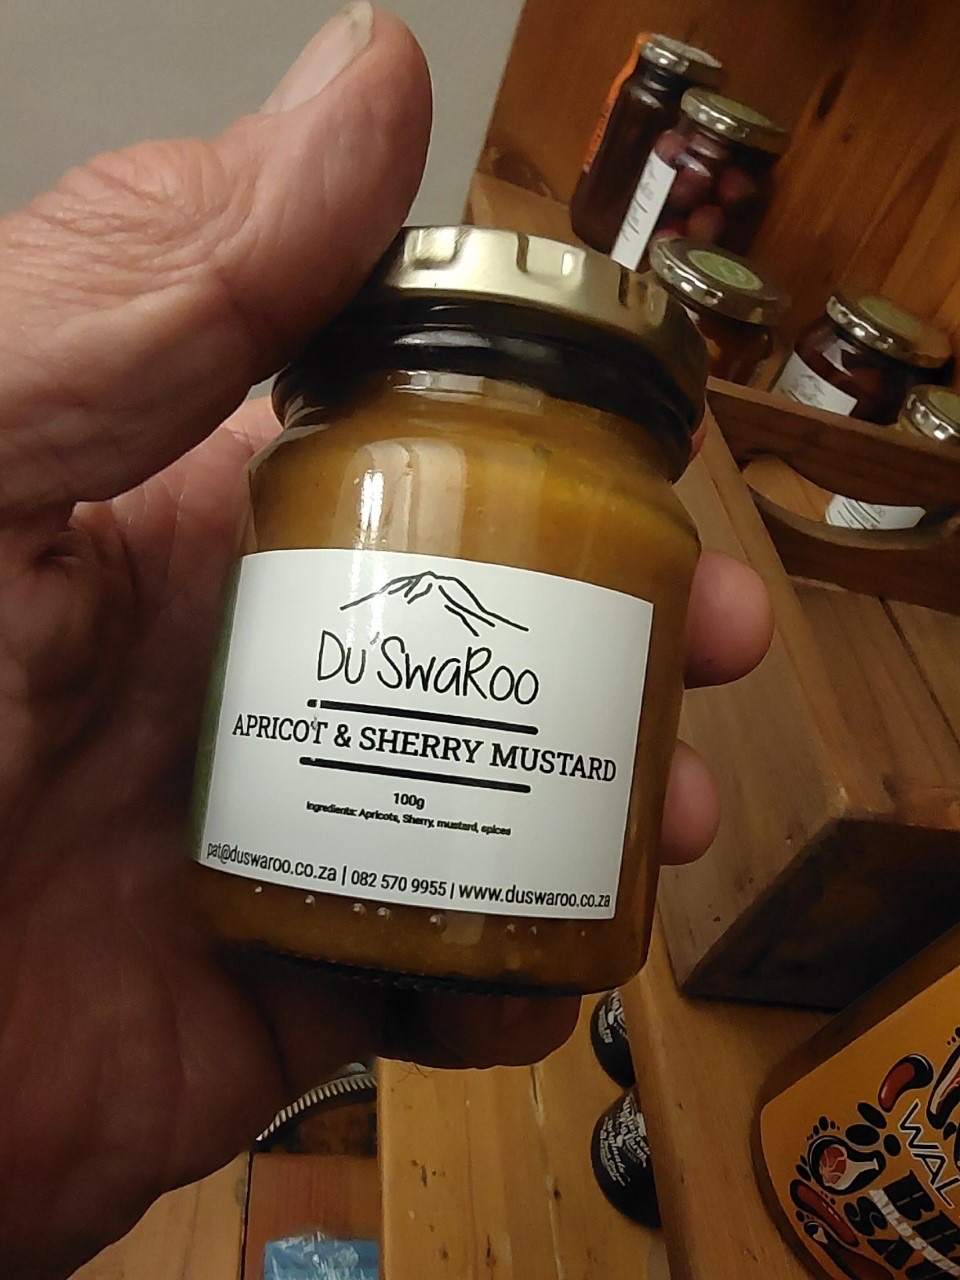 Du'SwaRoo
APRICOT & SHERRY MUSTARD
100g
Ingredients: Apricots, Sherry, mustard, spices
pat@duswaroo.co.za | 082 570 9955 | www.duswaroo.co.za
WAL